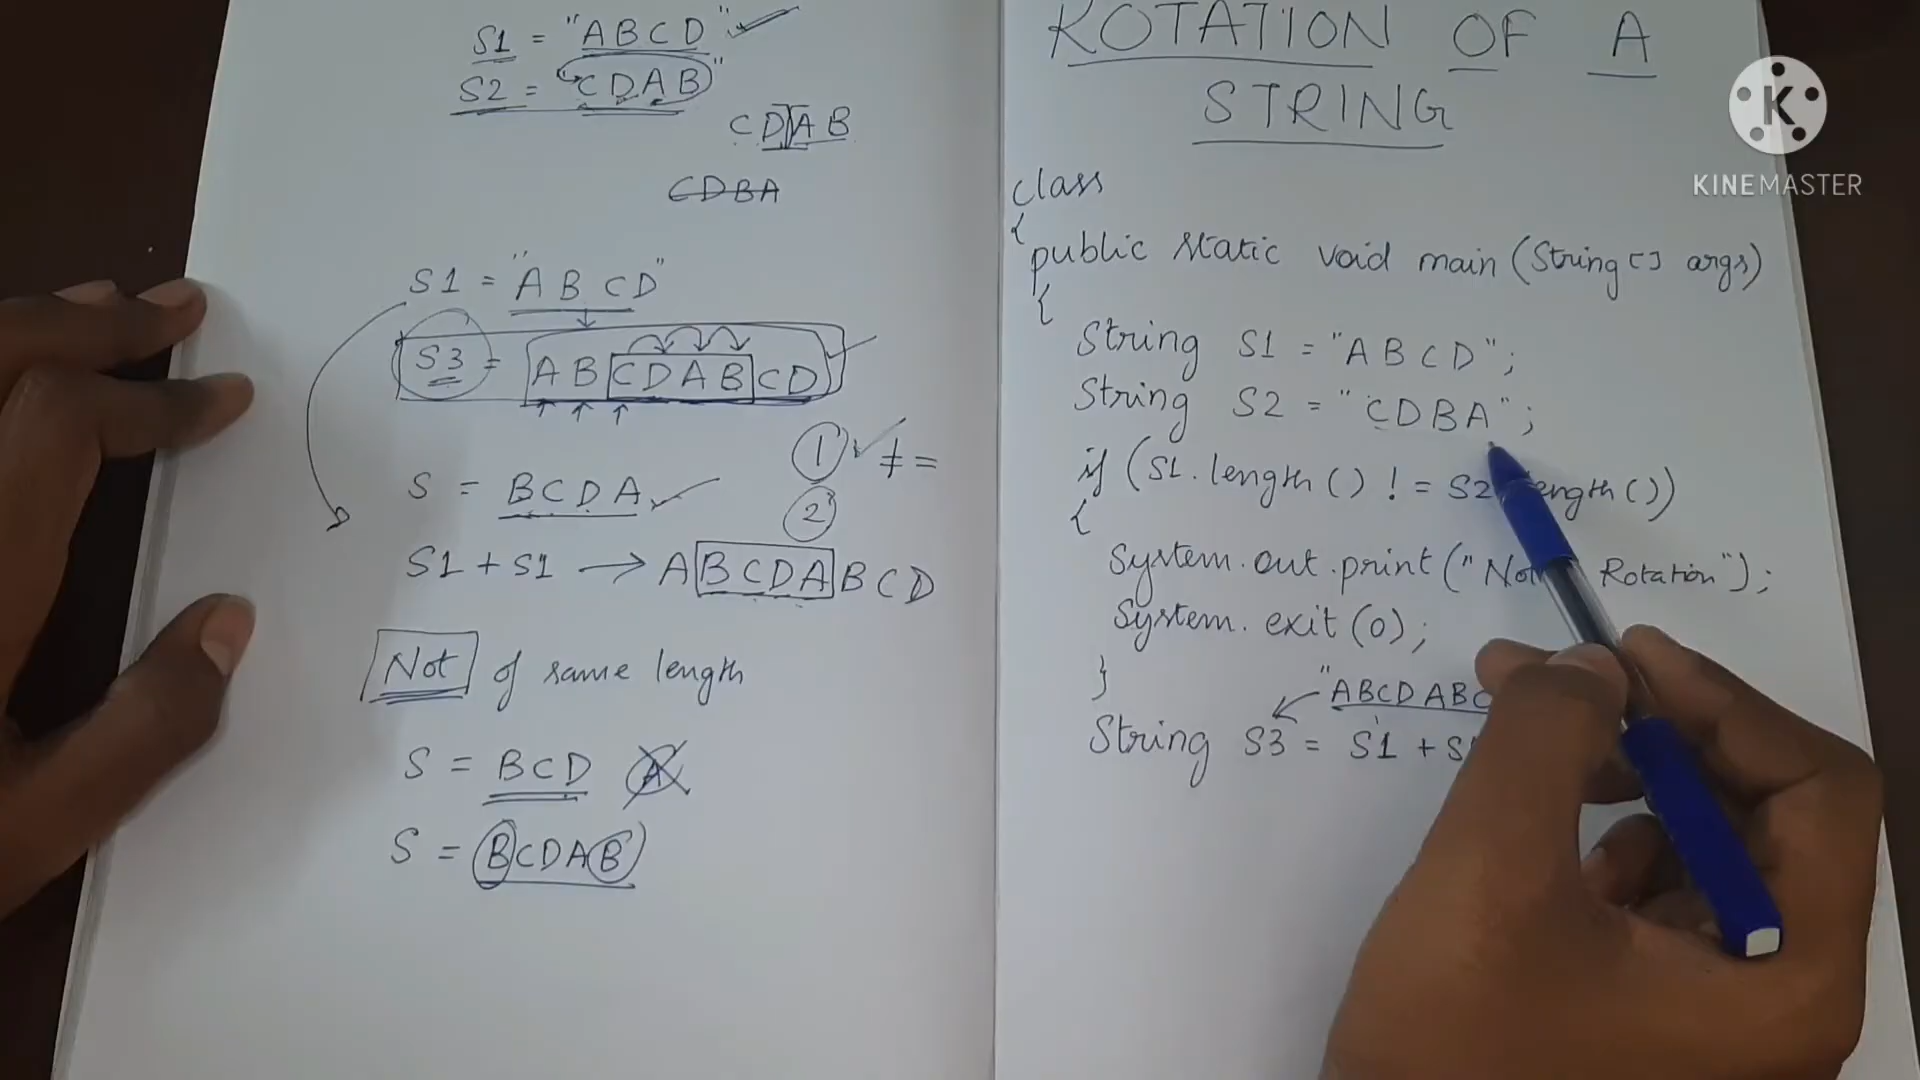 S1 = "ABCD"
S2 = "CDAB"
CDAB
CDBA
S1 = "ABCD"
S3 = ABCDABCD
1 ≠ =
S = BCDA
2
S1 + S1 → ABCDABCD
Not of same length
S = BCD A
S = BCDAB
ROTATION OF A
STRING
K
KINEMASTER
class
{
public static void main (String [] args)
{
String S1 = "ABCD";
String S2 = "CDBA";
if (S1.length() != S2 length())
{
System.out.print("Not Rotation");
System.exit(0);
}
"ABCDABC
String S3 = S1 + S